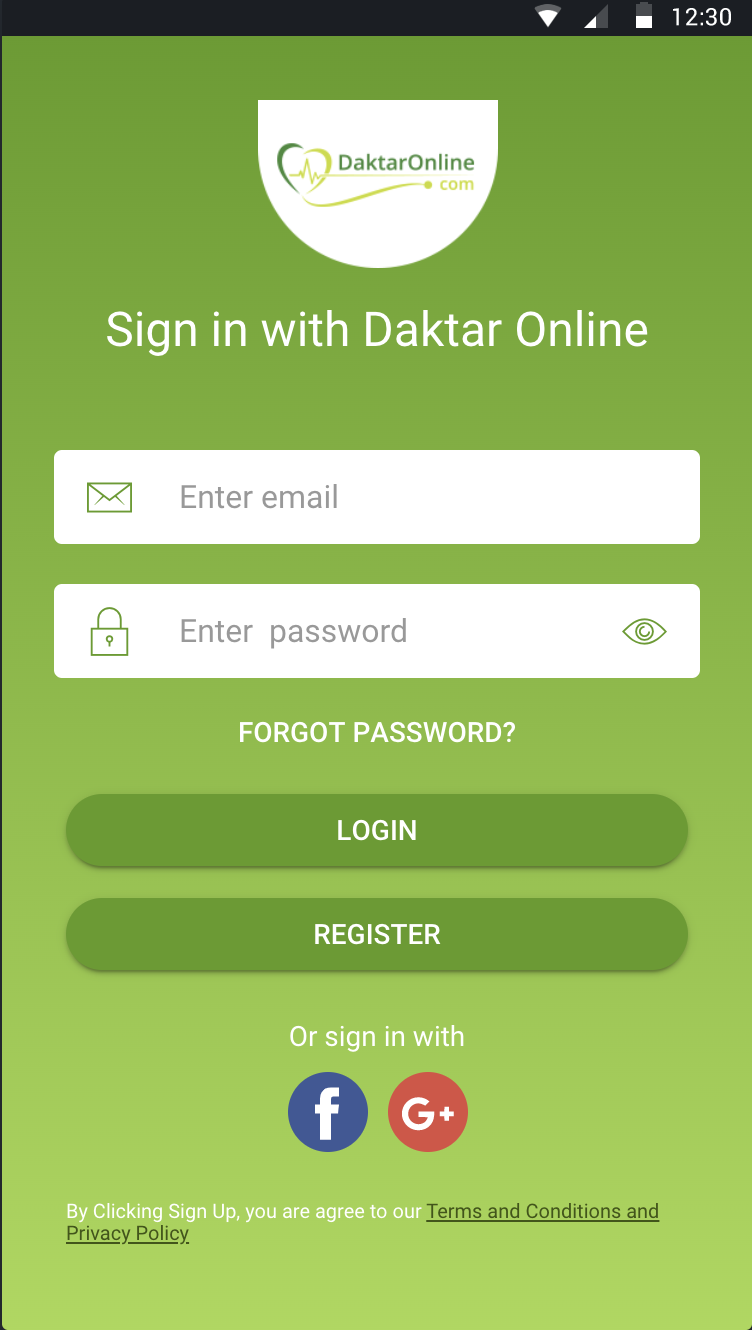 12:30
DaktarOnline
com
Sign in with Daktar Online
Enter email
Enter  password
FORGOT PASSWORD?
LOGIN
REGISTER
Or sign in with
f
G+
By Clicking Sign Up, you are agree to our Terms and Conditions and
Privacy Policy